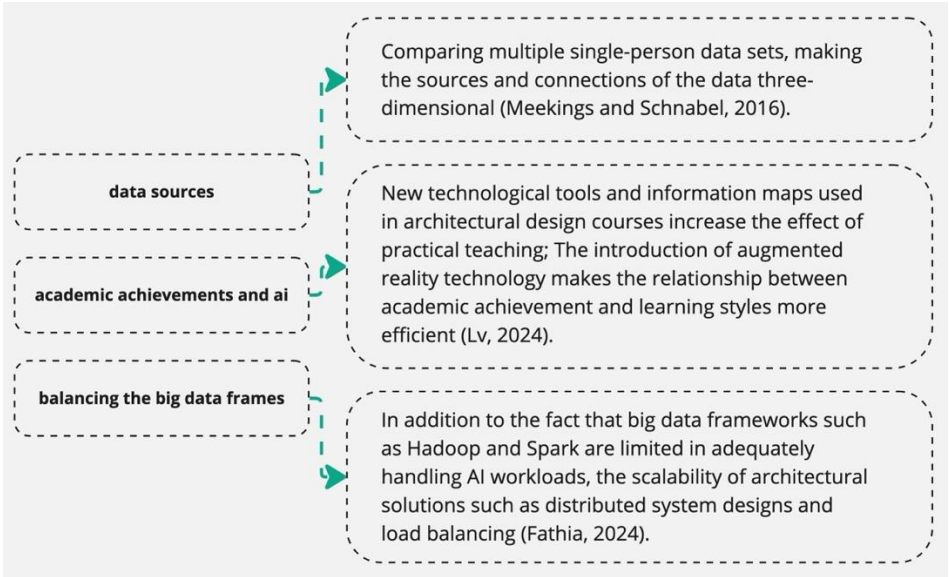 data sources
Comparing multiple single-person data sets, making
the sources and connections of the data three-
dimensional (Meekings and Schnabel, 2016).
academic achievements and ai
New technological tools and information maps used
in architectural design courses increase the effect of
practical teaching; The introduction of augmented
reality technology makes the relationship between
academic achievement and learning styles more
efficient (Lv, 2024).
balancing the big data frames
In addition to the fact that big data frameworks such
as Hadoop and Spark are limited in adequately
handling AI workloads, the scalability of architectural
solutions such as distributed system designs and
load balancing (Fathia, 2024).